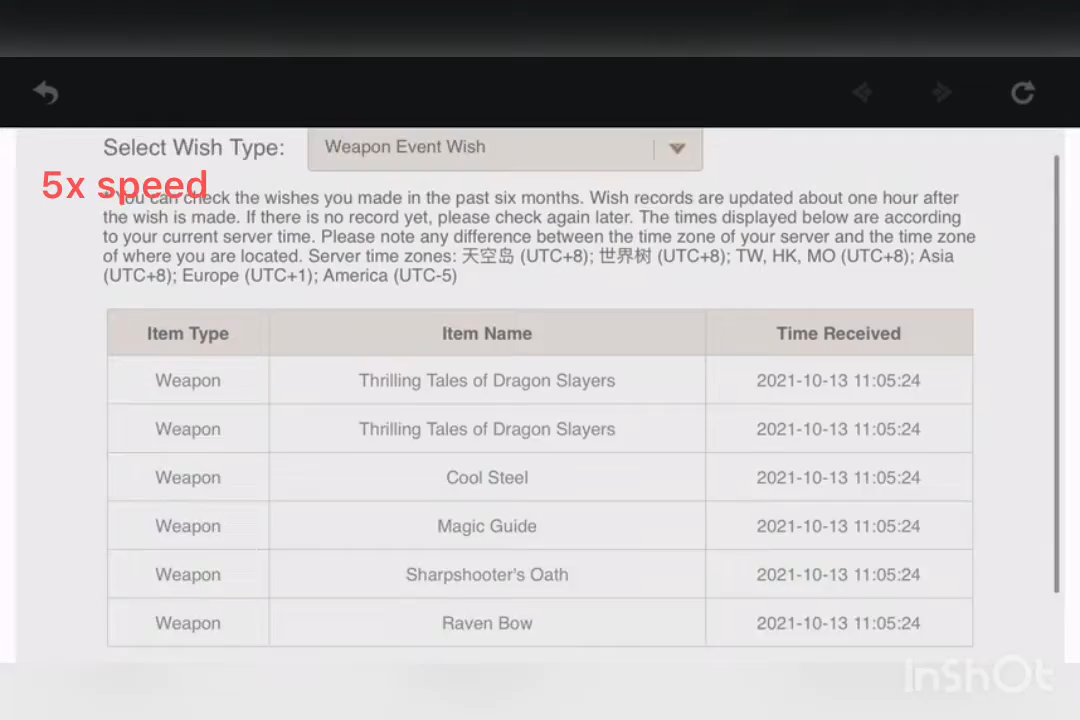 Select Wish Type: Weapon Event Wish
5x speed
* You can check the wishes you made in the past six months. Wish records are updated about one hour after
the wish is made. If there is no record yet, please check again later. The times displayed below are according
to your current server time. Please note any difference between the time zone of your server and the time zone
of where you are located. Server time zones: 天空岛 (UTC+8); 世界树 (UTC+8); TW, HK, MO (UTC+8); Asia
(UTC+8); Europe (UTC+1); America (UTC-5)
Item Type Item Name Time Received
Weapon Thrilling Tales of Dragon Slayers 2021-10-13 11:05:24
Weapon Thrilling Tales of Dragon Slayers 2021-10-13 11:05:24
Weapon Cool Steel 2021-10-13 11:05:24
Weapon Magic Guide 2021-10-13 11:05:24
Weapon Sharpshooter's Oath 2021-10-13 11:05:24
Weapon Raven Bow 2021-10-13 11:05:24
InShOt